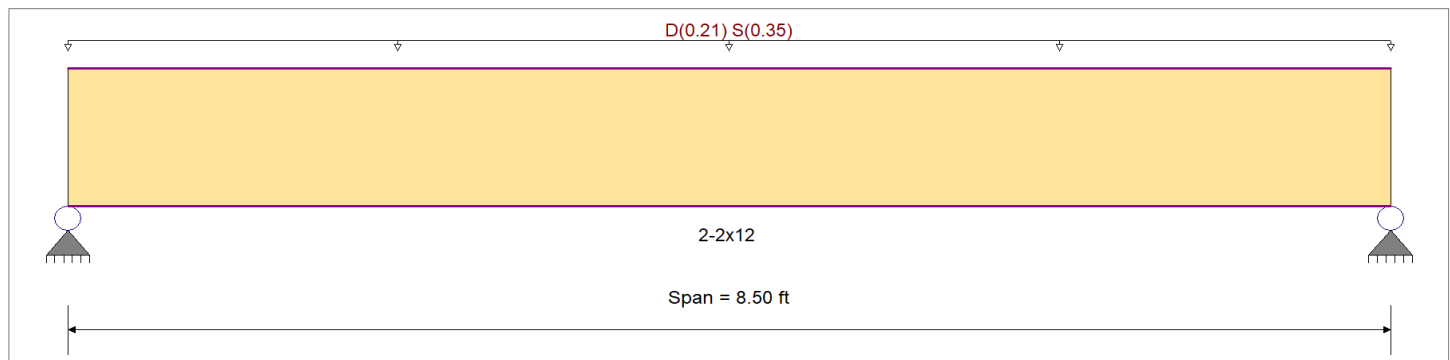 D(0.21) S(0.35)
2-2x12
Span = 8.50 ft